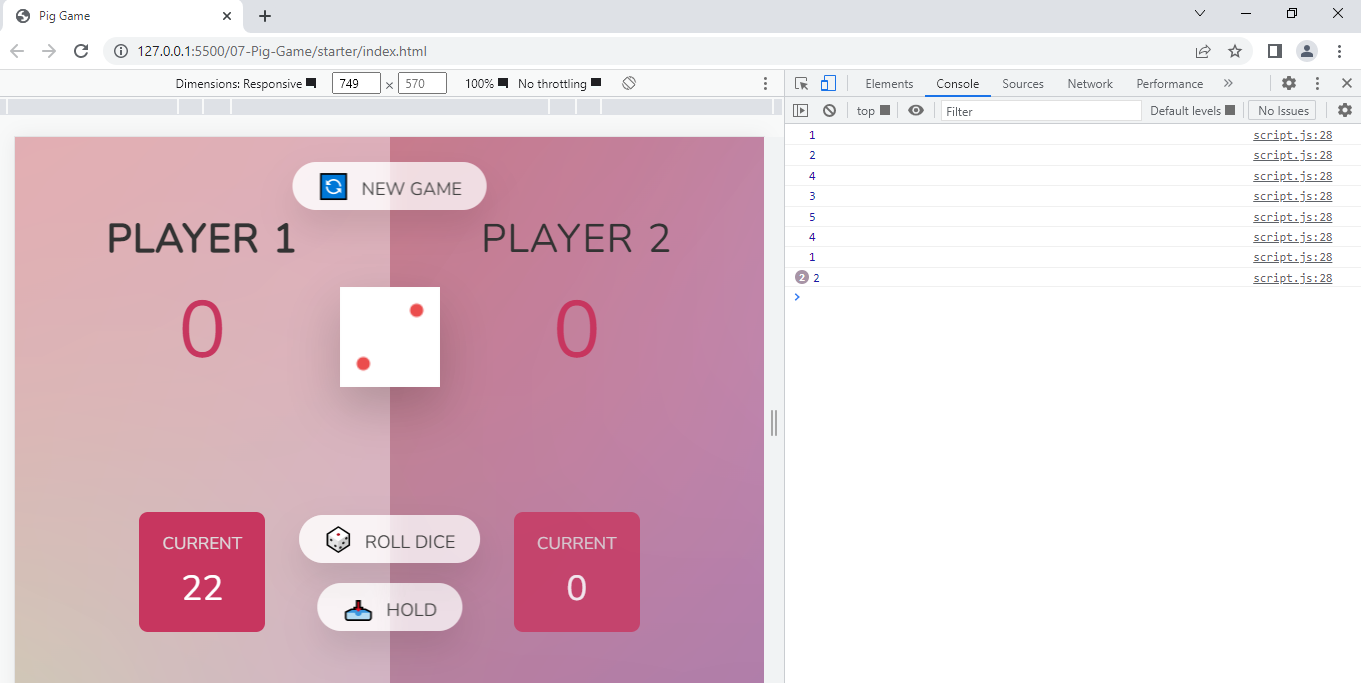 Pig Game
127.0.0.1:5500/07-Pig-Game/starter/index.html
Dimensions: Responsive 749 × 570 100% No throttling
Elements Console Sources Network Performance »
top Filter Default levels No Issues
1 script.js:28
2 script.js:28
4 script.js:28
3 script.js:28
5 script.js:28
4 script.js:28
1 script.js:28
2 2 script.js:28
NEW GAME
PLAYER 1 PLAYER 2
0 0
CURRENT ROLL DICE CURRENT
22 0
HOLD